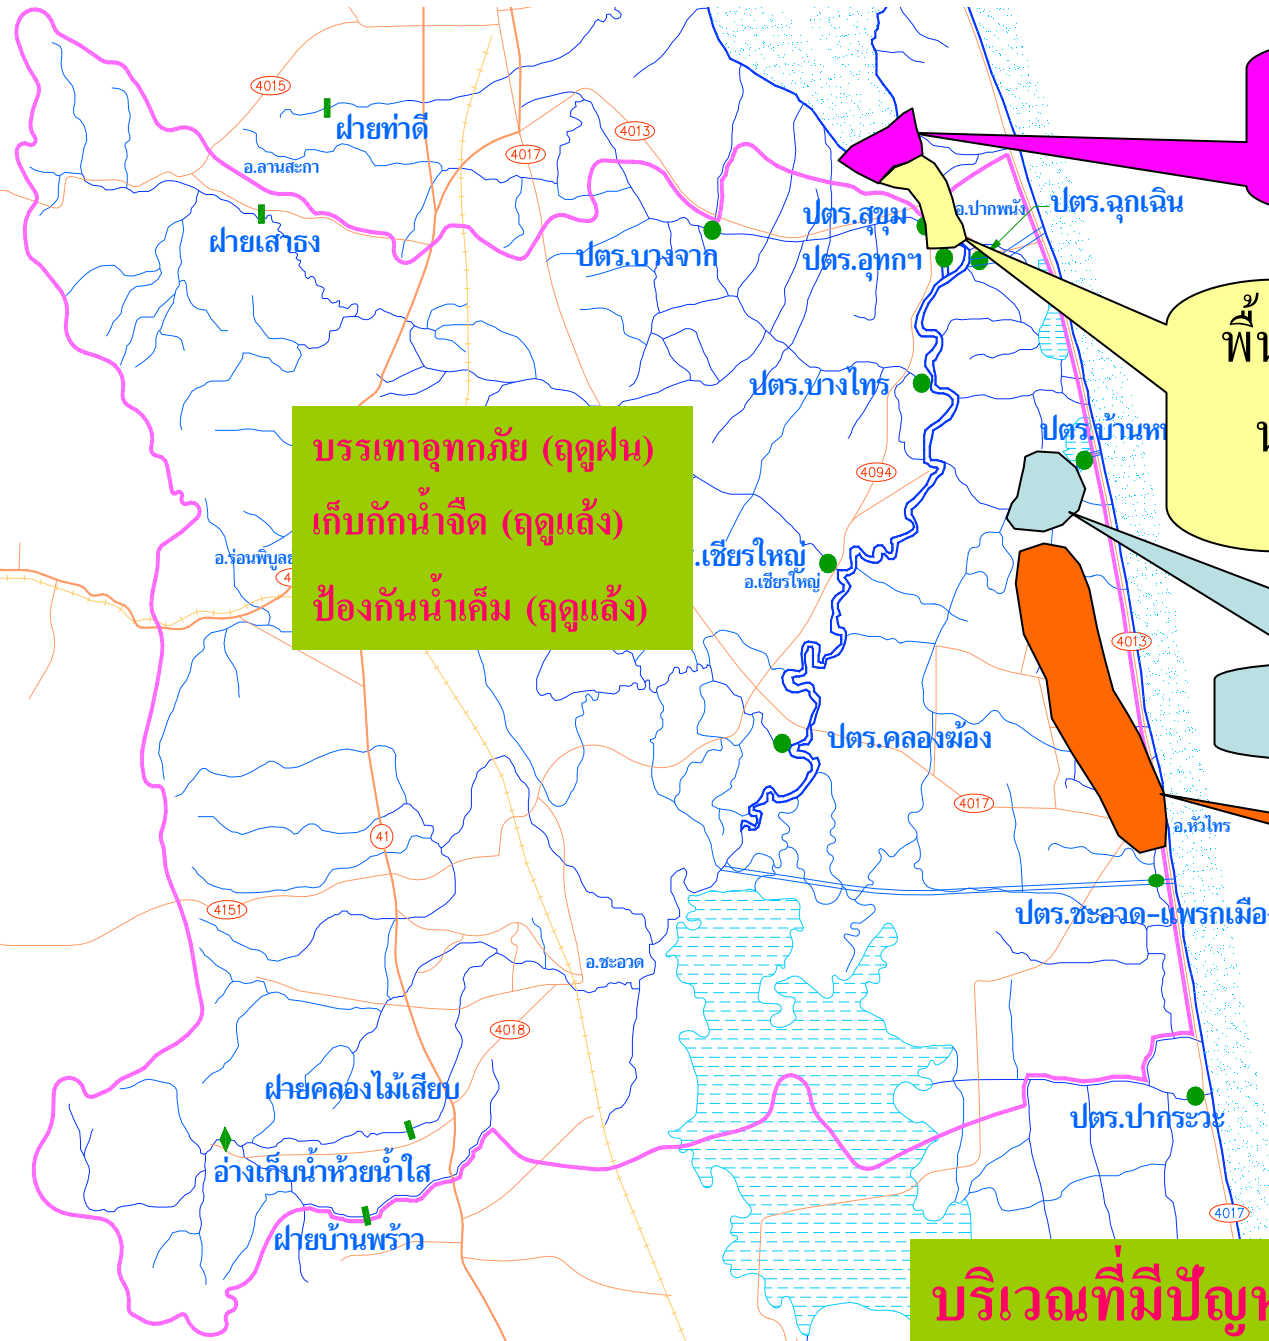 4015
ฝายท่าดี
4013
4017
อ.ลานสะกา
ปตร.สุขุม
อ.ปากพนัง
ปตร.ฉุกเฉิน
ฝายเสาธง
ปตร.บางจาก
ปตร.อุทกฯ
พื้น
ปตร.บางไทร
ปตร.บ้านห
บรรเทาอุทกภัย (ฤดูฝน)
เก็บกักน้ำจืด (ฤดูแล้ง)
ป้องกันน้ำเค็ม (ฤดูแล้ง)
4094
อ.ร่อนพิบูล
.เชียรใหญ่
อ.เชียรใหญ่
4013
ปตร.คลองฆ้อง
4017
อ.หัวไทร
41
4151
ปตร.ชะอวด-แพรกเมือ
อ.ชะอวด
4018
ฝายคลองไม้เสียบ
ปตร.ปากระวะ
อ่างเก็บน้ำห้วยน้ำใส
4017
ฝายบ้านพร้าว
บริเวณที่มีปัญห